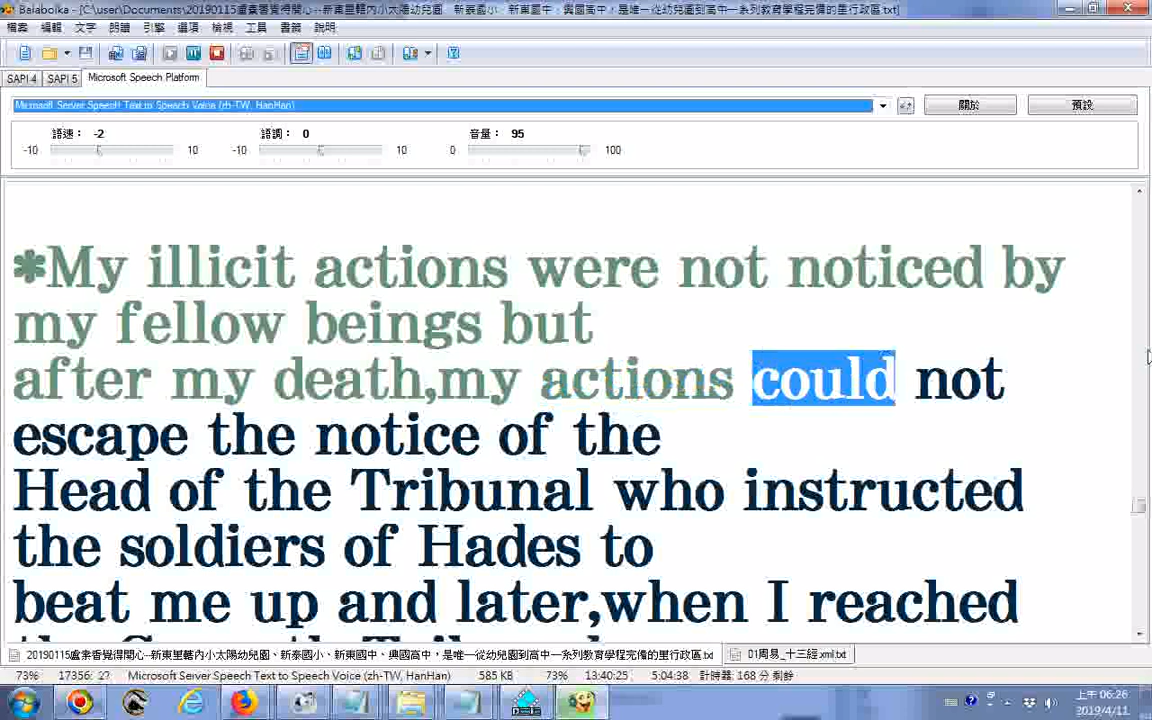 Balabolka - [C:\user\Documents\20190115盧彙香覺得開心--新東里轄內小太陽幼兒園、新泰國小、新東國中、興國高中，是唯一從幼兒園到高中一系列教育學程完備的里行政區.txt]
檔案 編輯 文字 朗讀 引擎 選項 檢視 工具 書籤 說明
SAPI 4 SAPI 5 Microsoft Speech Platform
Microsoft Server Speech Text to Speech Voice (zh-TW, HanHan)
關於 預設
語速： -2 語調： 0 音量： 95
-10 10 -10 10 0 100
*My illicit actions were not noticed by
my fellow beings but
after my death,my actions could not
escape the notice of the
Head of the Tribunal who instructed
the soldiers of Hades to
beat me up and later,when I reached
20190115盧彙香覺得開心--新東里轄內小太陽幼兒園、新泰國小、新東國中、興國高中，是唯一從幼兒園到高中一系列教育學程完備的里行政區.txt 01周易_十三經.xml.txt
73% 17356: 27 Microsoft Server Speech Text to Speech Voice (zh-TW, HanHan) 585 KB 73% 13:40:25 5:04:38 計時器: 168 分 剩餘
上午 06:26
2019/4/11